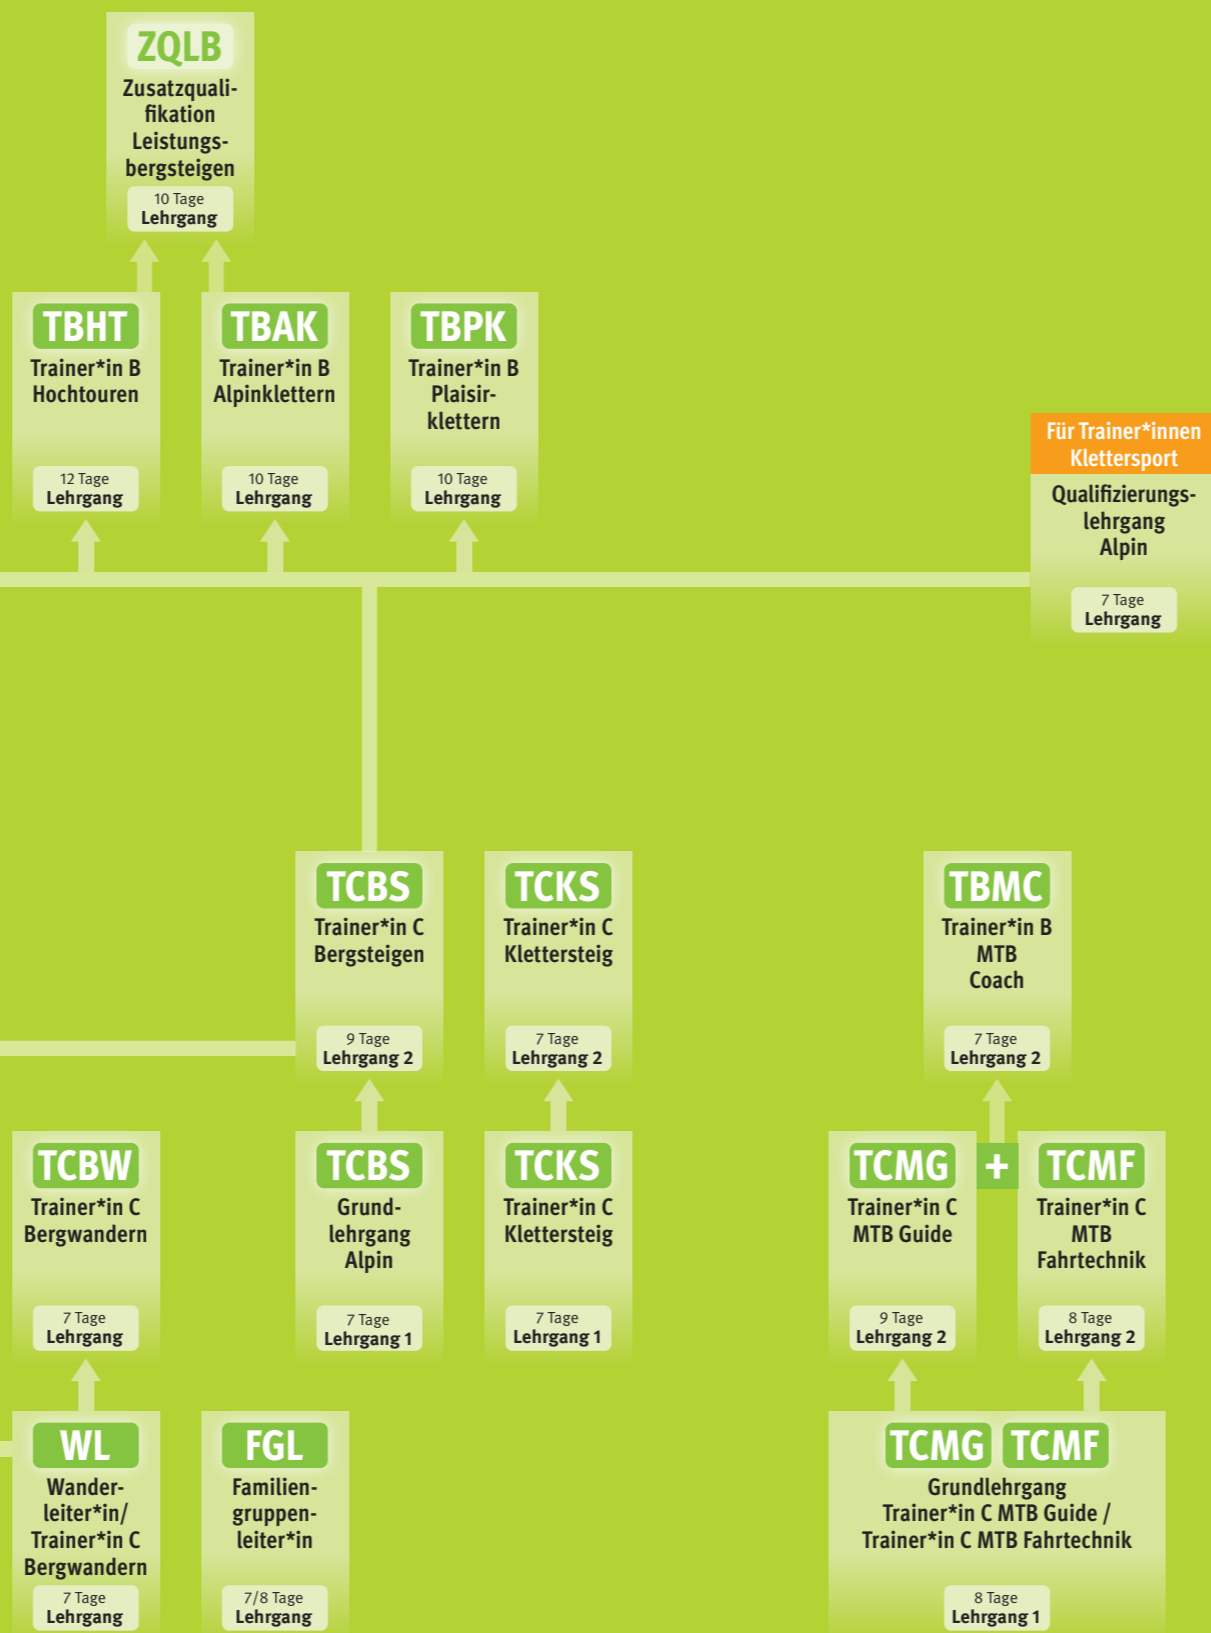 ZQLB
Zusatzquali-
fikation
Leistungs-
bergsteigen
10 Tage
Lehrgang
TBHT
Trainer*in B
Hochtouren
12 Tage
Lehrgang
TBAK
Trainer*in B
Alpinklettern
10 Tage
Lehrgang
TBPK
Trainer*in B
Plaisir-
klettern
10 Tage
Lehrgang
Für Trainer*innen
Klettersport
Qualifizierungs-
lehrgang
Alpin
7 Tage
Lehrgang
TCBS
Trainer*in C
Bergsteigen
9 Tage
Lehrgang 2
TCKS
Trainer*in C
Klettersteig
7 Tage
Lehrgang 2
TBMC
Trainer*in B
MTB
Coach
7 Tage
Lehrgang 2
TCBW
Trainer*in C
Bergwandern
7 Tage
Lehrgang
TCBS
Grund-
lehrgang
Alpin
7 Tage
Lehrgang 1
TCKS
Trainer*in C
Klettersteig
7 Tage
Lehrgang 1
TCMG
Trainer*in C
MTB Guide
9 Tage
Lehrgang 2
+
TCMF
Trainer*in C
MTB
Fahrtechnik
8 Tage
Lehrgang 2
WL
Wander-
leiter*in/
Trainer*in C
Bergwandern
7 Tage
Lehrgang
FGL
Familien-
gruppen-
leiter*in
7/8 Tage
Lehrgang
TCMG TCMF
Grundlehrgang
Trainer*in C MTB Guide /
Trainer*in C MTB Fahrtechnik
8 Tage
Lehrgang 1